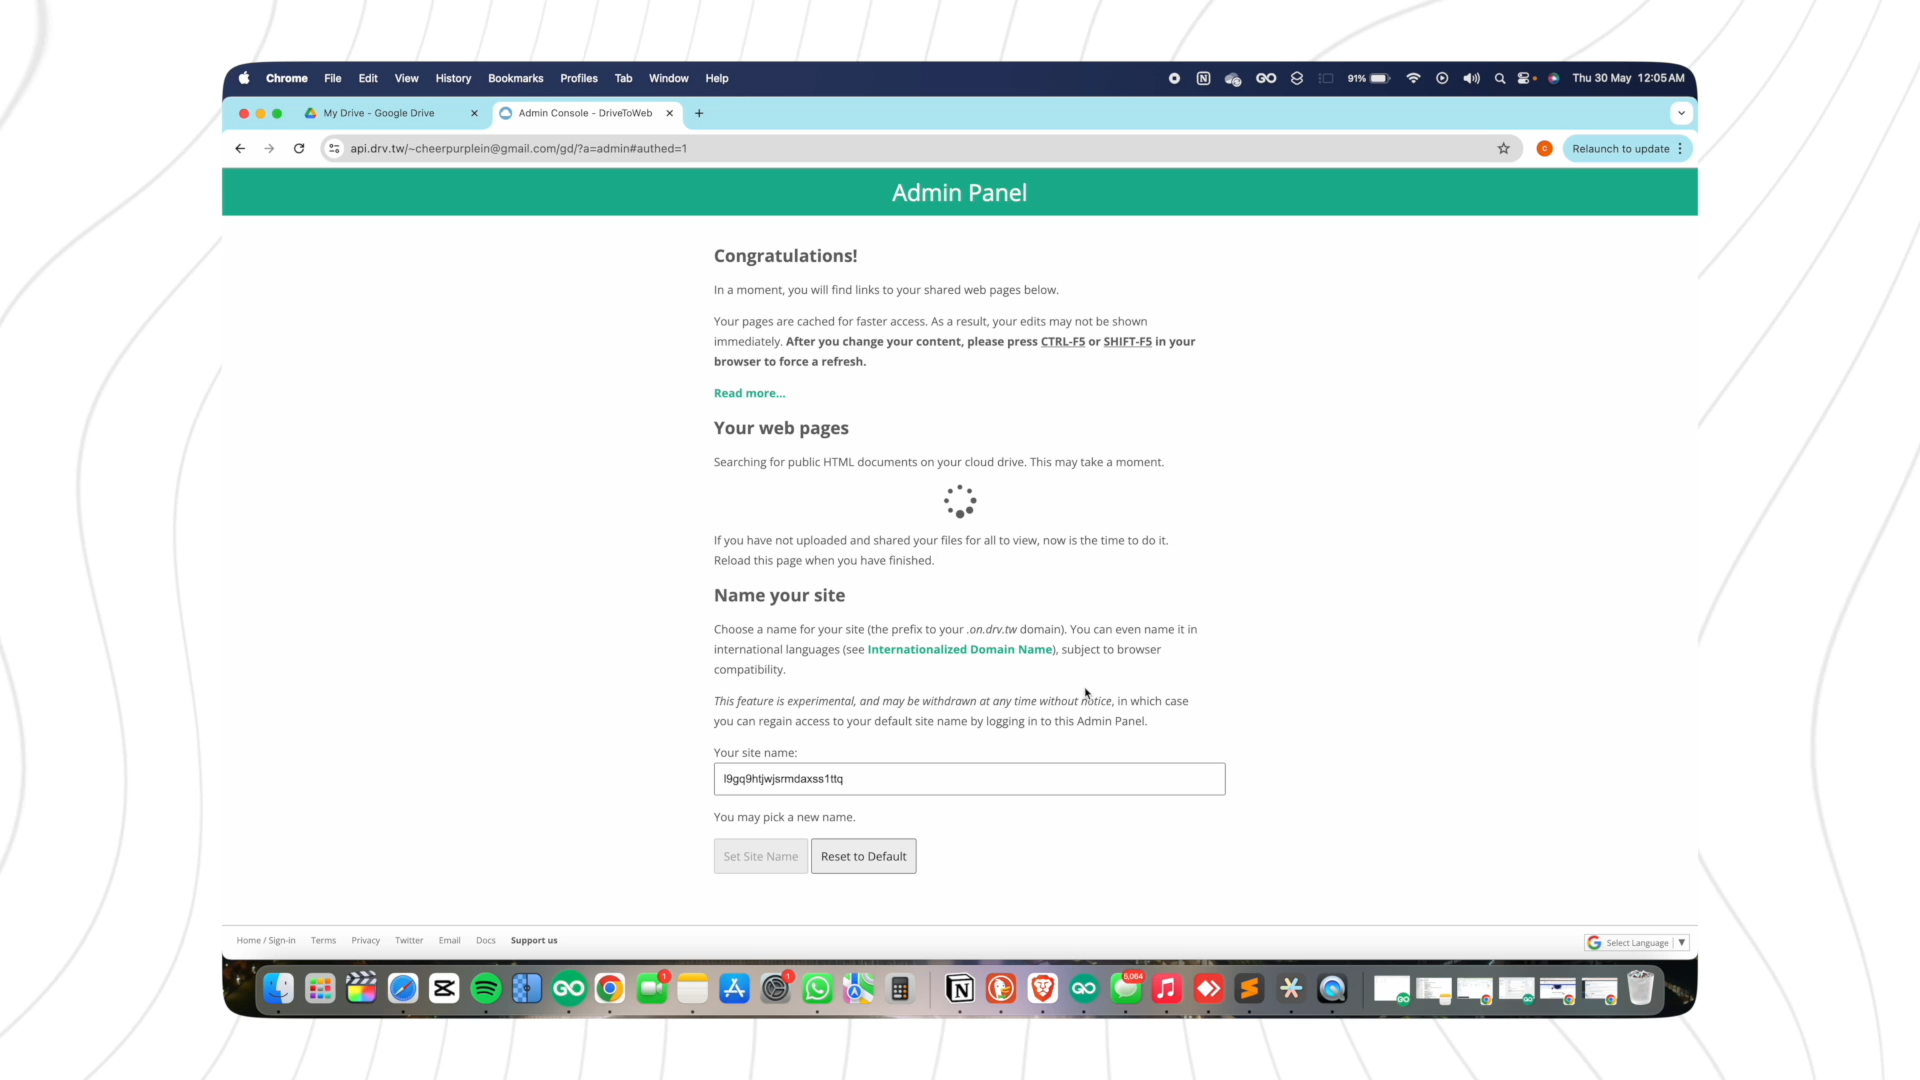 Chrome File Edit View History Bookmarks Profiles Tab Window Help
91%
Thu 30 May 12:05 AM
My Drive - Google Drive
Admin Console - DriveToWeb
api.drv.tw/~cheerpurplein@gmail.com/gd/?a=admin#authed=1
Relaunch to update
Admin Panel
Congratulations!
In a moment, you will find links to your shared web pages below.
Your pages are cached for faster access. As a result, your edits may not be shown
immediately. After you change your content, please press CTRL-F5 or SHIFT-F5 in your
browser to force a refresh.
Read more...
Your web pages
Searching for public HTML documents on your cloud drive. This may take a moment.
If you have not uploaded and shared your files for all to view, now is the time to do it.
Reload this page when you have finished.
Name your site
Choose a name for your site (the prefix to your .on.drv.tw domain). You can even name it in
international languages (see Internationalized Domain Name), subject to browser
compatibility.
This feature is experimental, and may be withdrawn at any time without notice, in which case
you can regain access to your default site name by logging in to this Admin Panel.
Your site name:
l9gq9htjwjsrmdaxss1ttq
You may pick a new name.
Set Site Name Reset to Default
Home / Sign-in Terms Privacy Twitter Email Docs Support us
Select Language
1
1
5,064